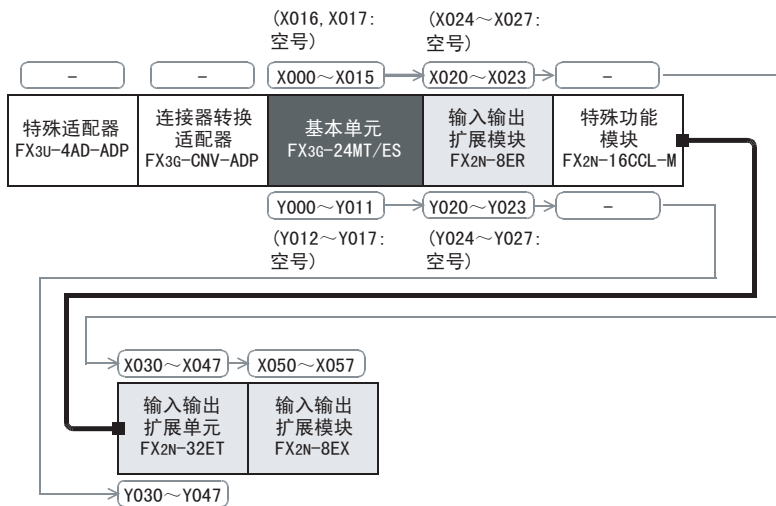 (X016, X017:
空号)
(X024～X027:
空号)
-
-
X000～X015
X020～X023
-
特殊适配器
FX3U-4AD-ADP
连接器转换
适配器
FX3G-CNV-ADP
基本单元
FX3G-24MT/ES
输入输出
扩展模块
FX2N-8ER
特殊功能
模块
FX2N-16CCL-M
Y000～Y011
Y020～Y023
-
(Y012～Y017:
空号)
(Y024～Y027:
空号)
X030～X047
X050～X057
输入输出
扩展单元
FX2N-32ET
输入输出
扩展模块
FX2N-8EX
Y030～Y047